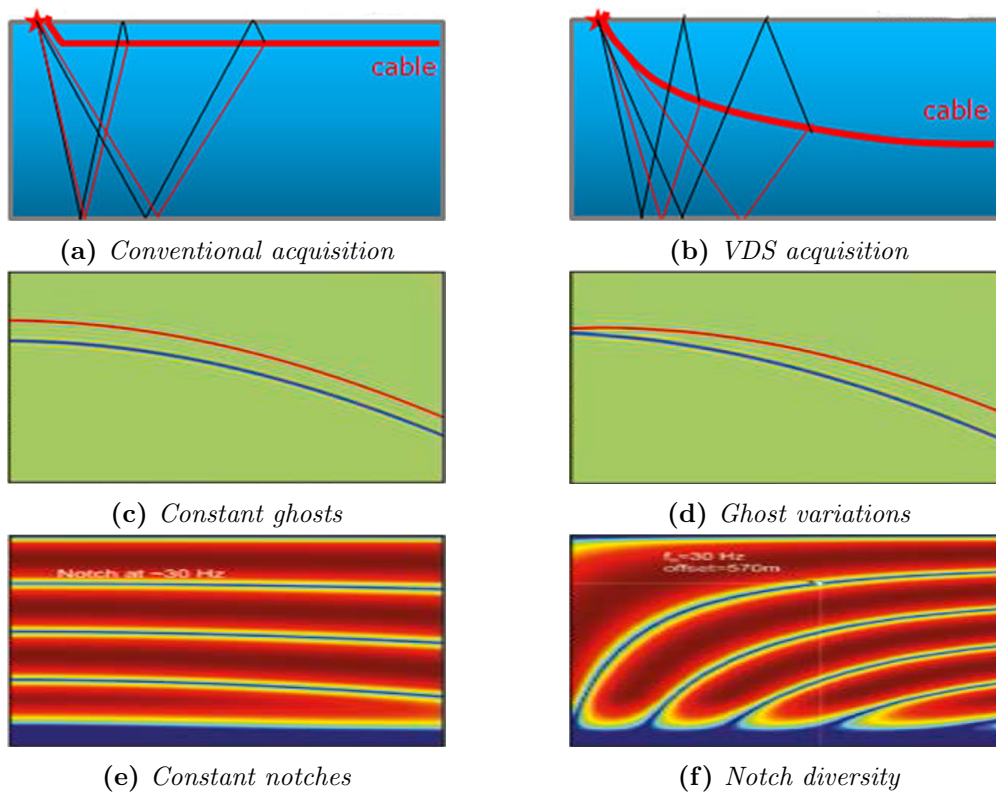 cable
cable
(a) Conventional acquisition
(b) VDS acquisition
(c) Constant ghosts
(d) Ghost variations
Notch at ~30 Hz
fₙ=30 Hz
offset=570m
(e) Constant notches
(f) Notch diversity